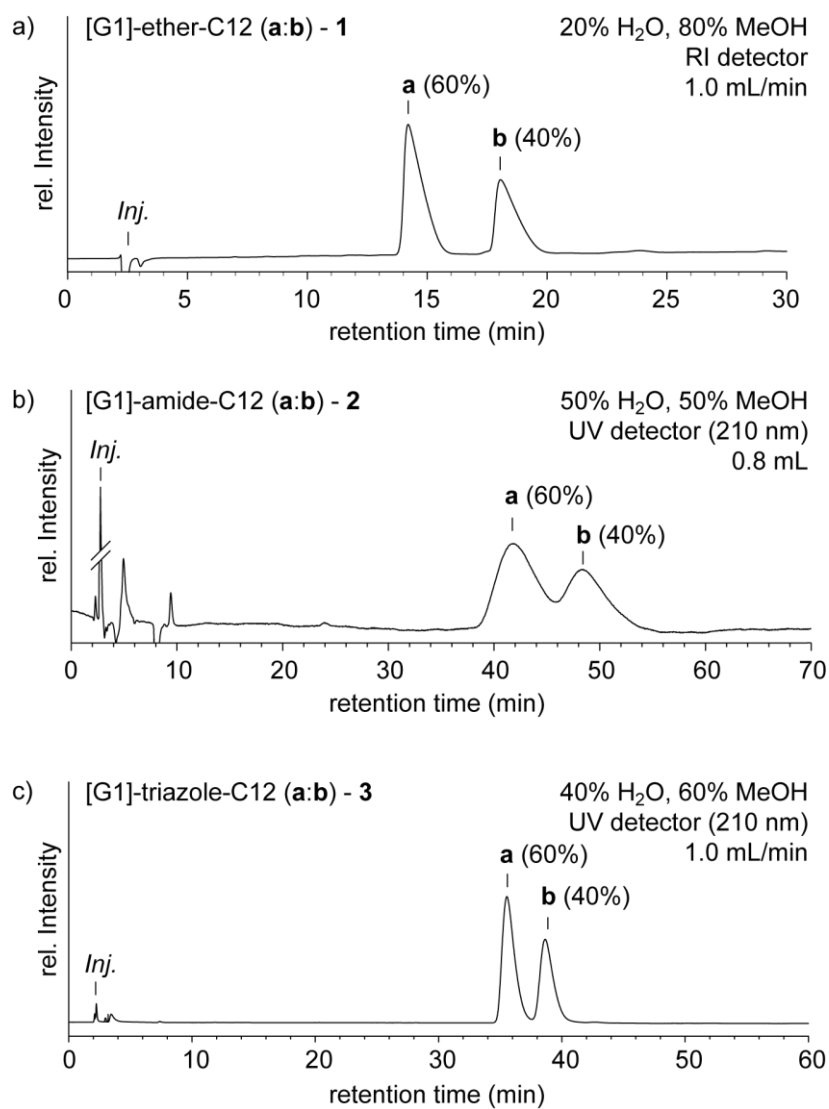 a) [G1]-ether-C12 (a:b) - 1
20% H₂O, 80% MeOH
RI detector
1.0 mL/min
a (60%)
b (40%)
Inj.
rel. Intensity
0 5 10 15 20 25 30
retention time (min)
b) [G1]-amide-C12 (a:b) - 2
50% H₂O, 50% MeOH
UV detector (210 nm)
0.8 mL
Inj.
a (60%)
b (40%)
rel. Intensity
0 10 20 30 40 50 60 70
retention time (min)
c) [G1]-triazole-C12 (a:b) - 3
40% H₂O, 60% MeOH
UV detector (210 nm)
1.0 mL/min
a (60%)
b (40%)
Inj.
rel. Intensity
0 10 20 30 40 50 60
retention time (min)